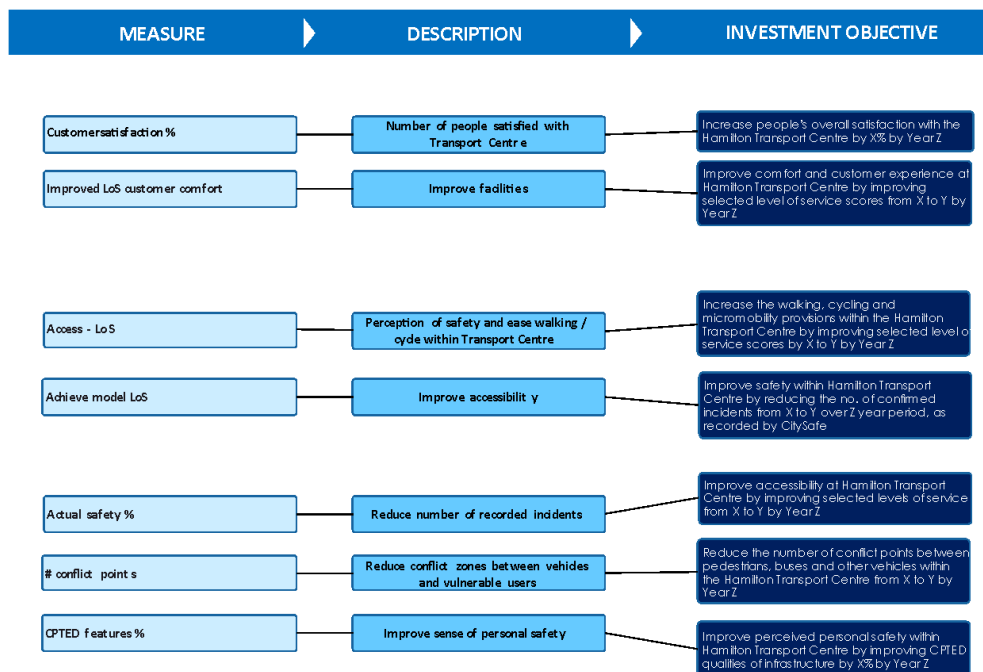 MEASURE
DESCRIPTION
INVESTMENT OBJECTIVE
Customersatisfaction %
Number of people satisfied with
Transport Centre
Increase people's overall satisfaction with the
Hamilton Transport Centre by X% by Year Z
Improved LoS customer comfort
Improve facilities
Improve comfort and customer experience at
Hamilton Transport Centre by improving
selected level of service scores from X to Y by
Year Z
Access - LoS
Perception of safety and ease walking /
cycle within Transport Centre
Increase the walking, cycling and
micromobility provisions within the Hamilton
Transport Centre by improving selected level of
service scores by X to Y by Year Z
Achieve model LoS
Improve accessibility
Improve safety within Hamilton Transport
Centre by reducing the no. of confirmed
incidents from X to Y over Z year period, as
recorded by CitySafe
Actual safety %
Reduce number of recorded incidents
Improve accessibility at Hamilton Transport
Centre by improving selected levels of service
from X to Y by Year Z
# conflict points
Reduce conflict zones between vehicles
and vulnerable users
Reduce the number of conflict points between
pedestrians, buses and other vehicles within
the Hamilton Transport Centre from X to Y by
Year Z
CPTED features %
Improve sense of personal safety
Improve perceived personal safety within
Hamilton Transport Centre by improving CPTED
qualities of infrastructure by X% by Year Z